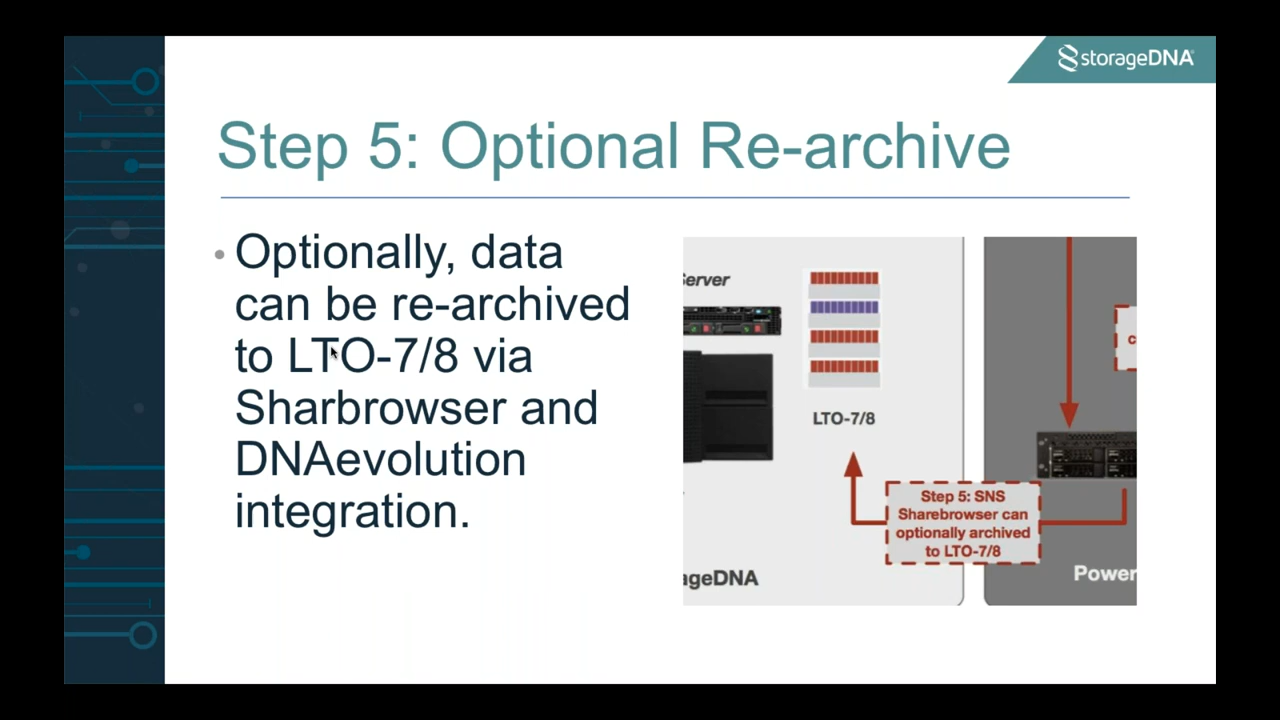 storageDNA
Step 5: Optional Re-archive
• Optionally, data
can be re-archived
to LTO-7/8 via
Sharbrowser and
DNAevolution
integration.
erver
LTO-7/8
c
Step 5: SNS
Sharebrowser can
optionally archived
to LTO-7/8
ageDNA
Power